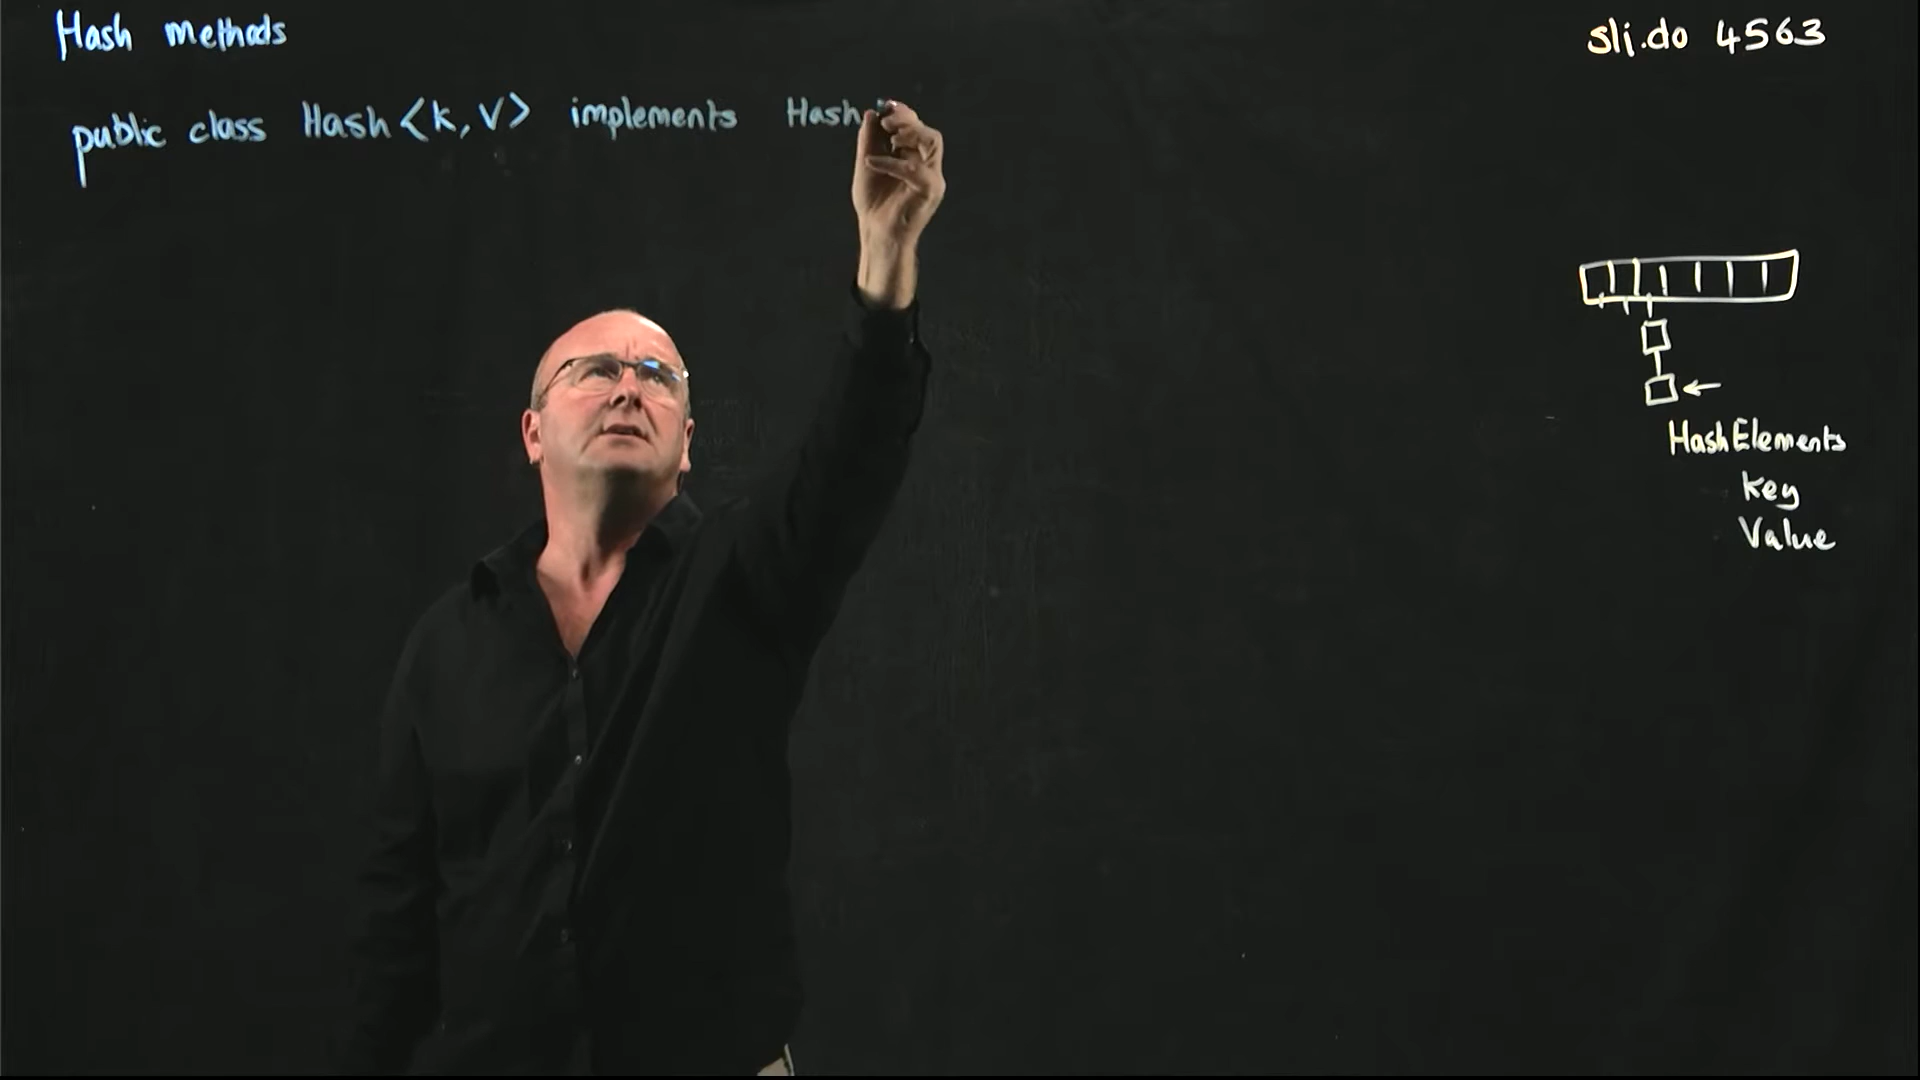 Hash methods
sli.do 4563
public class Hash<K, V> implements Hash
HashElements
key
Value